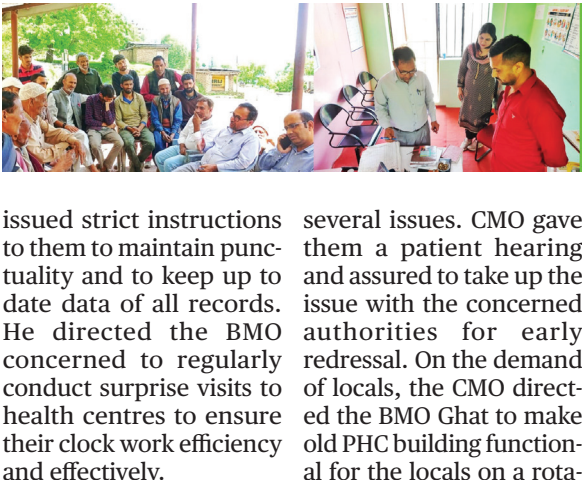 issued strict instructions
to them to maintain punc-
tuality and to keep up to
date data of all records.
He directed the BMO
concerned to regularly
conduct surprise visits to
health centres to ensure
their clock work efficiency
and effectively.
several issues. CMO gave
them a patient hearing
and assured to take up the
issue with the concerned
authorities for early
redressal. On the demand
of locals, the CMO direct-
ed the BMO Ghat to make
old PHC building function-
al for the locals on a rota-